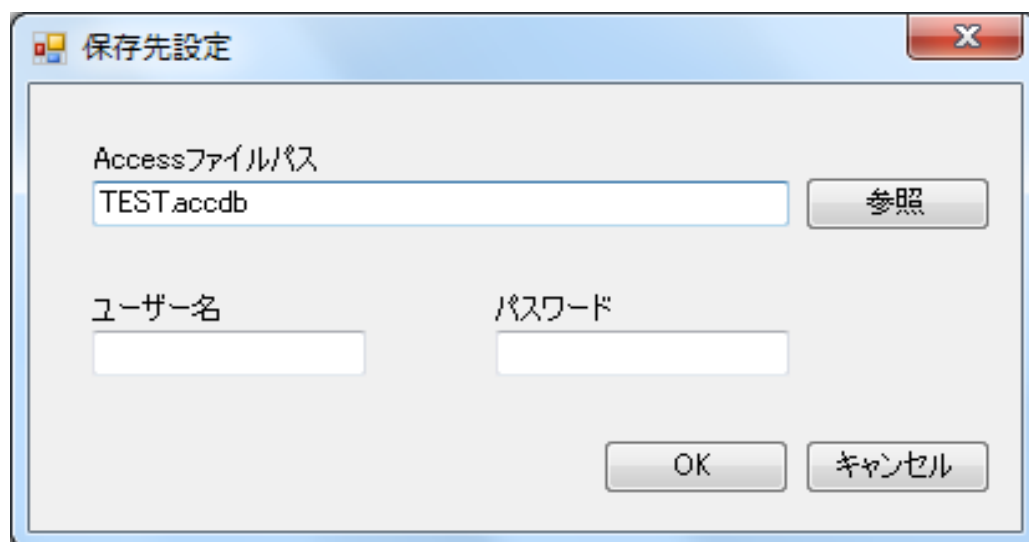 保存先設定
Accessファイルパス
TEST.accdb
参照
ユーザー名 パスワード
OK キャンセル